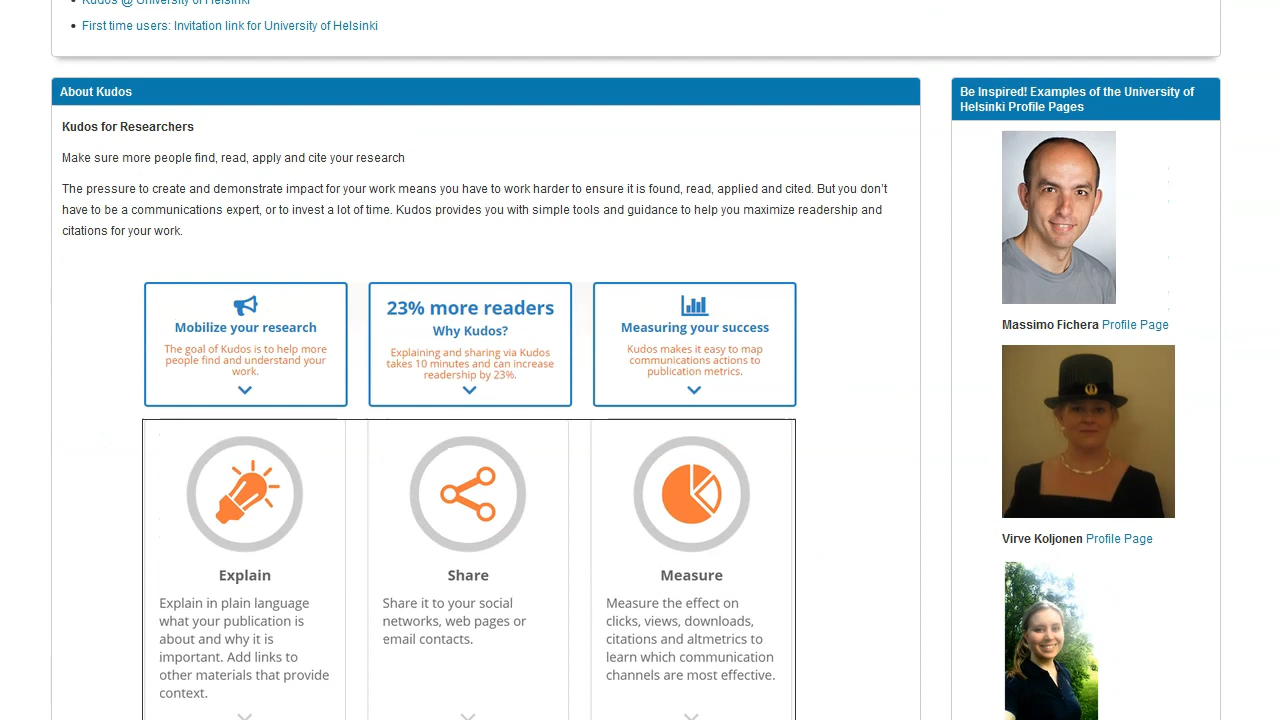 Kudos @ University of Helsinki
First time users: Invitation link for University of Helsinki
About Kudos
Kudos for Researchers
Make sure more people find, read, apply and cite your research
The pressure to create and demonstrate impact for your work means you have to work harder to ensure it is found, read, applied and cited. But you don't
have to be a communications expert, or to invest a lot of time. Kudos provides you with simple tools and guidance to help you maximize readership and
citations for your work.
Mobilize your research
The goal of Kudos is to help more
people find and understand your
work.
23% more readers
Why Kudos?
Explaining and sharing via Kudos
takes 10 minutes and can increase
readership by 23%.
Measuring your success
Kudos makes it easy to map
communications actions to
publication metrics.
Explain
Explain in plain language
what your publication is
about and why it is
important. Add links to
other materials that provide
context.
Share
Share it to your social
networks, web pages or
email contacts.
Measure
Measure the effect on
clicks, views, downloads,
citations and altmetrics to
learn which communication
channels are most effective.
Be Inspired! Examples of the University of
Helsinki Profile Pages
Massimo Fichera Profile Page
Virve Koljonen Profile Page